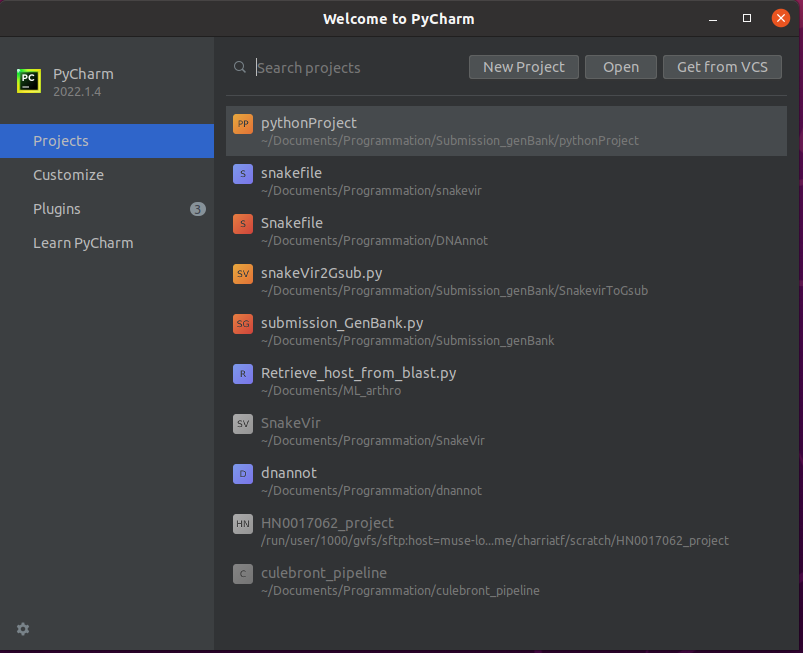 Welcome to PyCharm
PC
PyCharm
2022.1.4
Projects
Customize
Plugins
3
Learn PyCharm
Search projects
New Project
Open
Get from VCS
PP
pythonProject
~/Documents/Programmation/Submission_genBank/pythonProject
S
snakefile
~/Documents/Programmation/snakevir
S
Snakefile
~/Documents/Programmation/DNAnnot
SV
snakeVir2Gsub.py
~/Documents/Programmation/Submission_genBank/SnakevirToGsub
SG
submission_GenBank.py
~/Documents/Programmation/Submission_genBank
R
Retrieve_host_from_blast.py
~/Documents/ML_arthro
SV
SnakeVir
~/Documents/Programmation/SnakeVir
D
dnannot
~/Documents/Programmation/dnannot
HN
HN0017062_project
/run/user/1000/gvfs/sftp:host=muse-lo...me/charriatf/scratch/HN0017062_project
C
culebront_pipeline
~/Documents/Programmation/culebront_pipeline